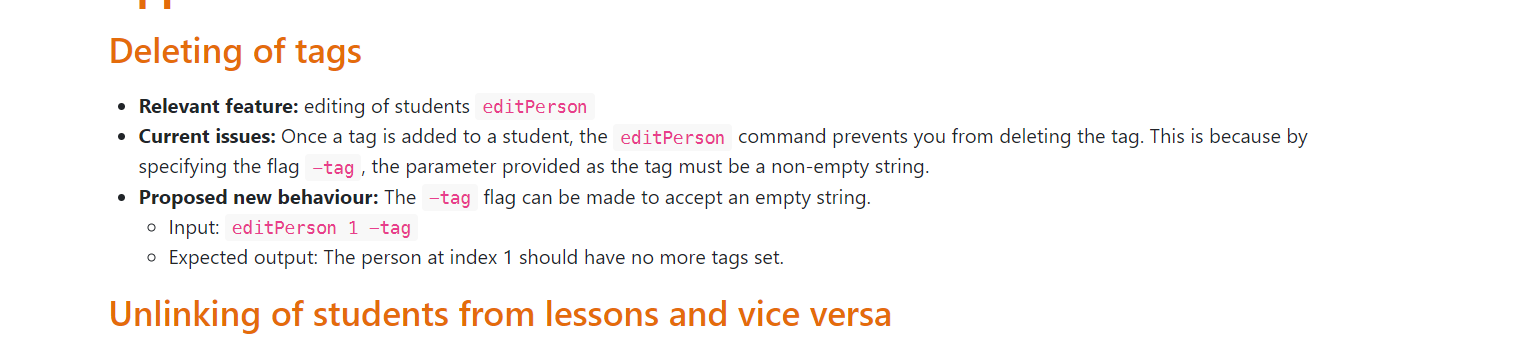 Deleting of tags
• Relevant feature: editing of students editPerson
• Current issues: Once a tag is added to a student, the editPerson command prevents you from deleting the tag. This is because by
specifying the flag –tag , the parameter provided as the tag must be a non-empty string.
• Proposed new behaviour: The –tag flag can be made to accept an empty string.
◦ Input: editPerson 1 –tag
◦ Expected output: The person at index 1 should have no more tags set.
Unlinking of students from lessons and vice versa